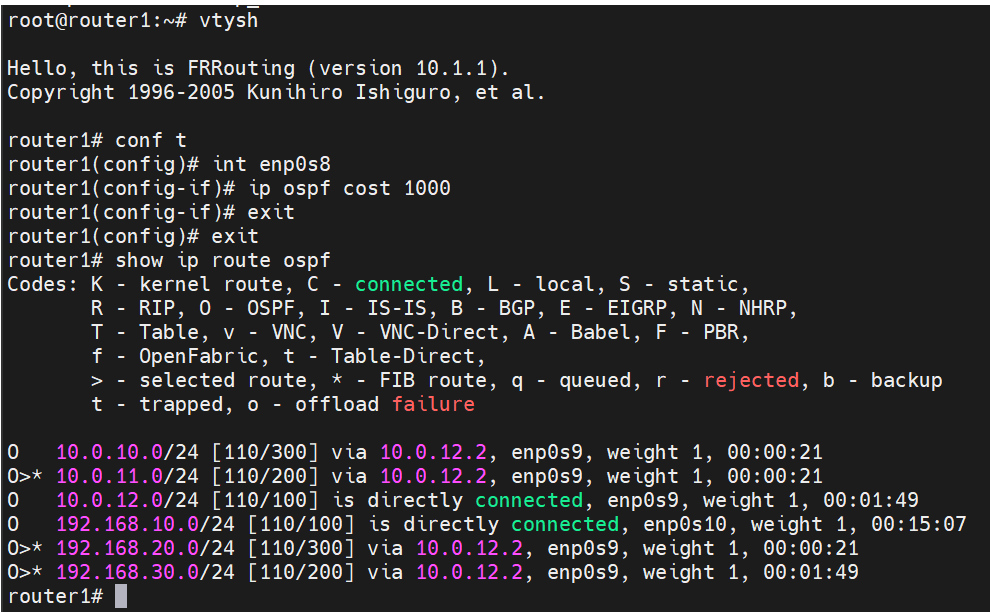 root@router1:~# vtysh
Hello, this is FRRouting (version 10.1.1).
Copyright 1996-2005 Kunihiro Ishiguro, et al.
router1# conf t
router1(config)# int enp0s8
router1(config-if)# ip ospf cost 1000
router1(config-if)# exit
router1(config)# exit
router1# show ip route ospf
Codes: K - kernel route, C - connected, L - local, S - static,
       R - RIP, O - OSPF, I - IS-IS, B - BGP, E - EIGRP, N - NHRP,
       T - Table, v - VNC, V - VNC-Direct, A - Babel, F - PBR,
       f - OpenFabric, t - Table-Direct,
       > - selected route, * - FIB route, q - queued, r - rejected, b - backup
       t - trapped, o - offload failure
O   10.0.10.0/24 [110/300] via 10.0.12.2, enp0s9, weight 1, 00:00:21
O>* 10.0.11.0/24 [110/200] via 10.0.12.2, enp0s9, weight 1, 00:00:21
O   10.0.12.0/24 [110/100] is directly connected, enp0s9, weight 1, 00:01:49
O   192.168.10.0/24 [110/100] is directly connected, enp0s10, weight 1, 00:15:07
O>* 192.168.20.0/24 [110/300] via 10.0.12.2, enp0s9, weight 1, 00:00:21
O>* 192.168.30.0/24 [110/200] via 10.0.12.2, enp0s9, weight 1, 00:01:49
router1#